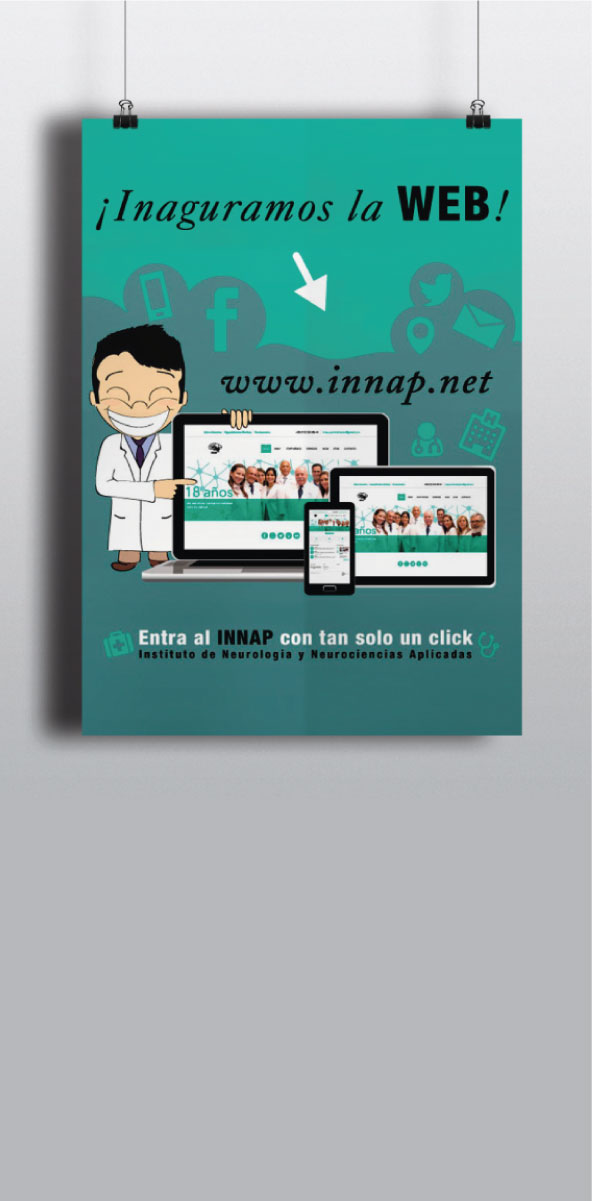 ¡Inaguramos la WEB!
www.innap.net
18 años
años
Entra al INNAP con tan solo un click
Instituto de Neurologia y Neurociencias Aplicadas